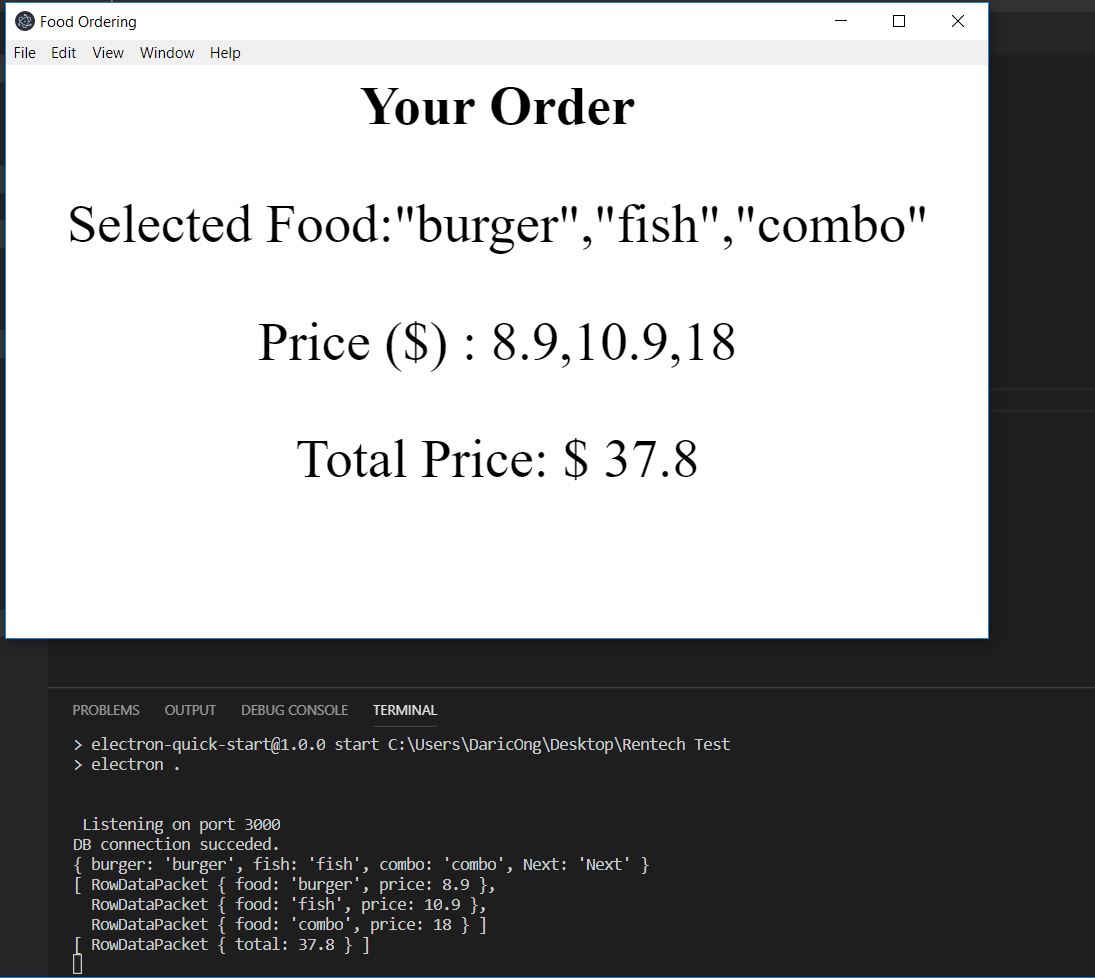 Food Ordering
File Edit View Window Help
Your Order
Selected Food:"burger","fish","combo"
Price ($) : 8.9,10.9,18
Total Price: $ 37.8
PROBLEMS OUTPUT DEBUG CONSOLE TERMINAL
> electron-quick-start@1.0.0 start C:\Users\DaricOng\Desktop\Rentech Test
> electron .
Listening on port 3000
DB connection succeded.
{ burger: 'burger', fish: 'fish', combo: 'combo', Next: 'Next' }
[ RowDataPacket { food: 'burger', price: 8.9 },
RowDataPacket { food: 'fish', price: 10.9 },
RowDataPacket { food: 'combo', price: 18 } ]
[ RowDataPacket { total: 37.8 } ]